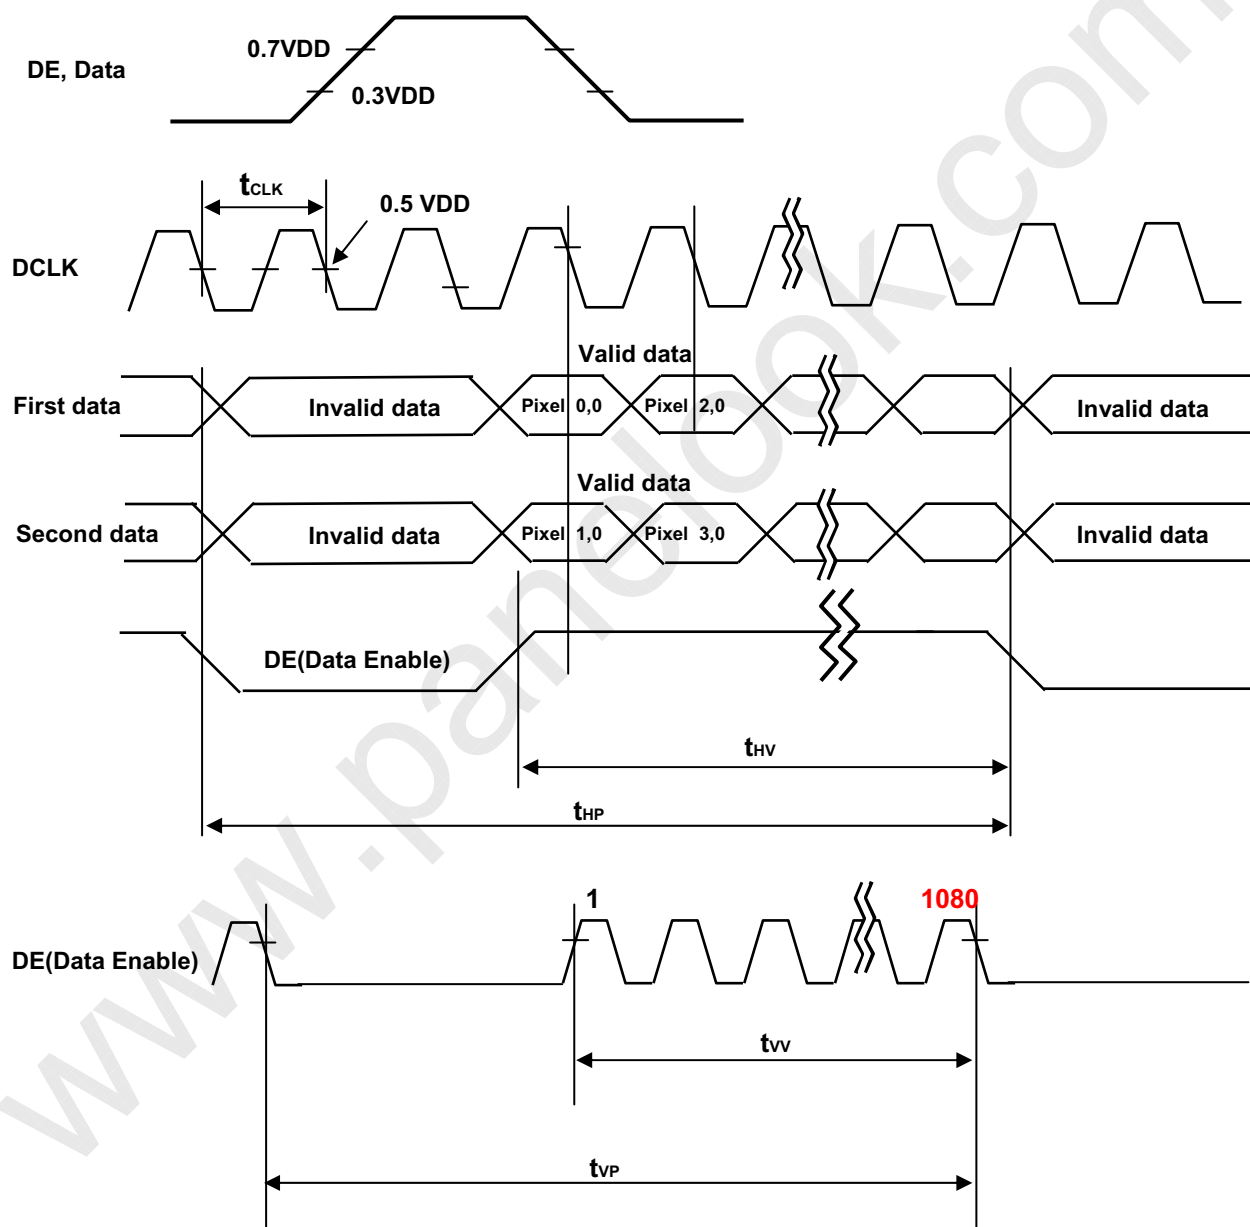 0.7VDD
DE, Data
0.3VDD
tCLK
0.5 VDD
DCLK
Valid data
First data
Invalid data
Pixel 0,0
Pixel 2,0
Invalid data
Valid data
Second data
Invalid data
Pixel 1,0
Pixel 3,0
Invalid data
DE(Data Enable)
tHV
tHP
1
1080
DE(Data Enable)
tVV
tVP
www.panelook.com